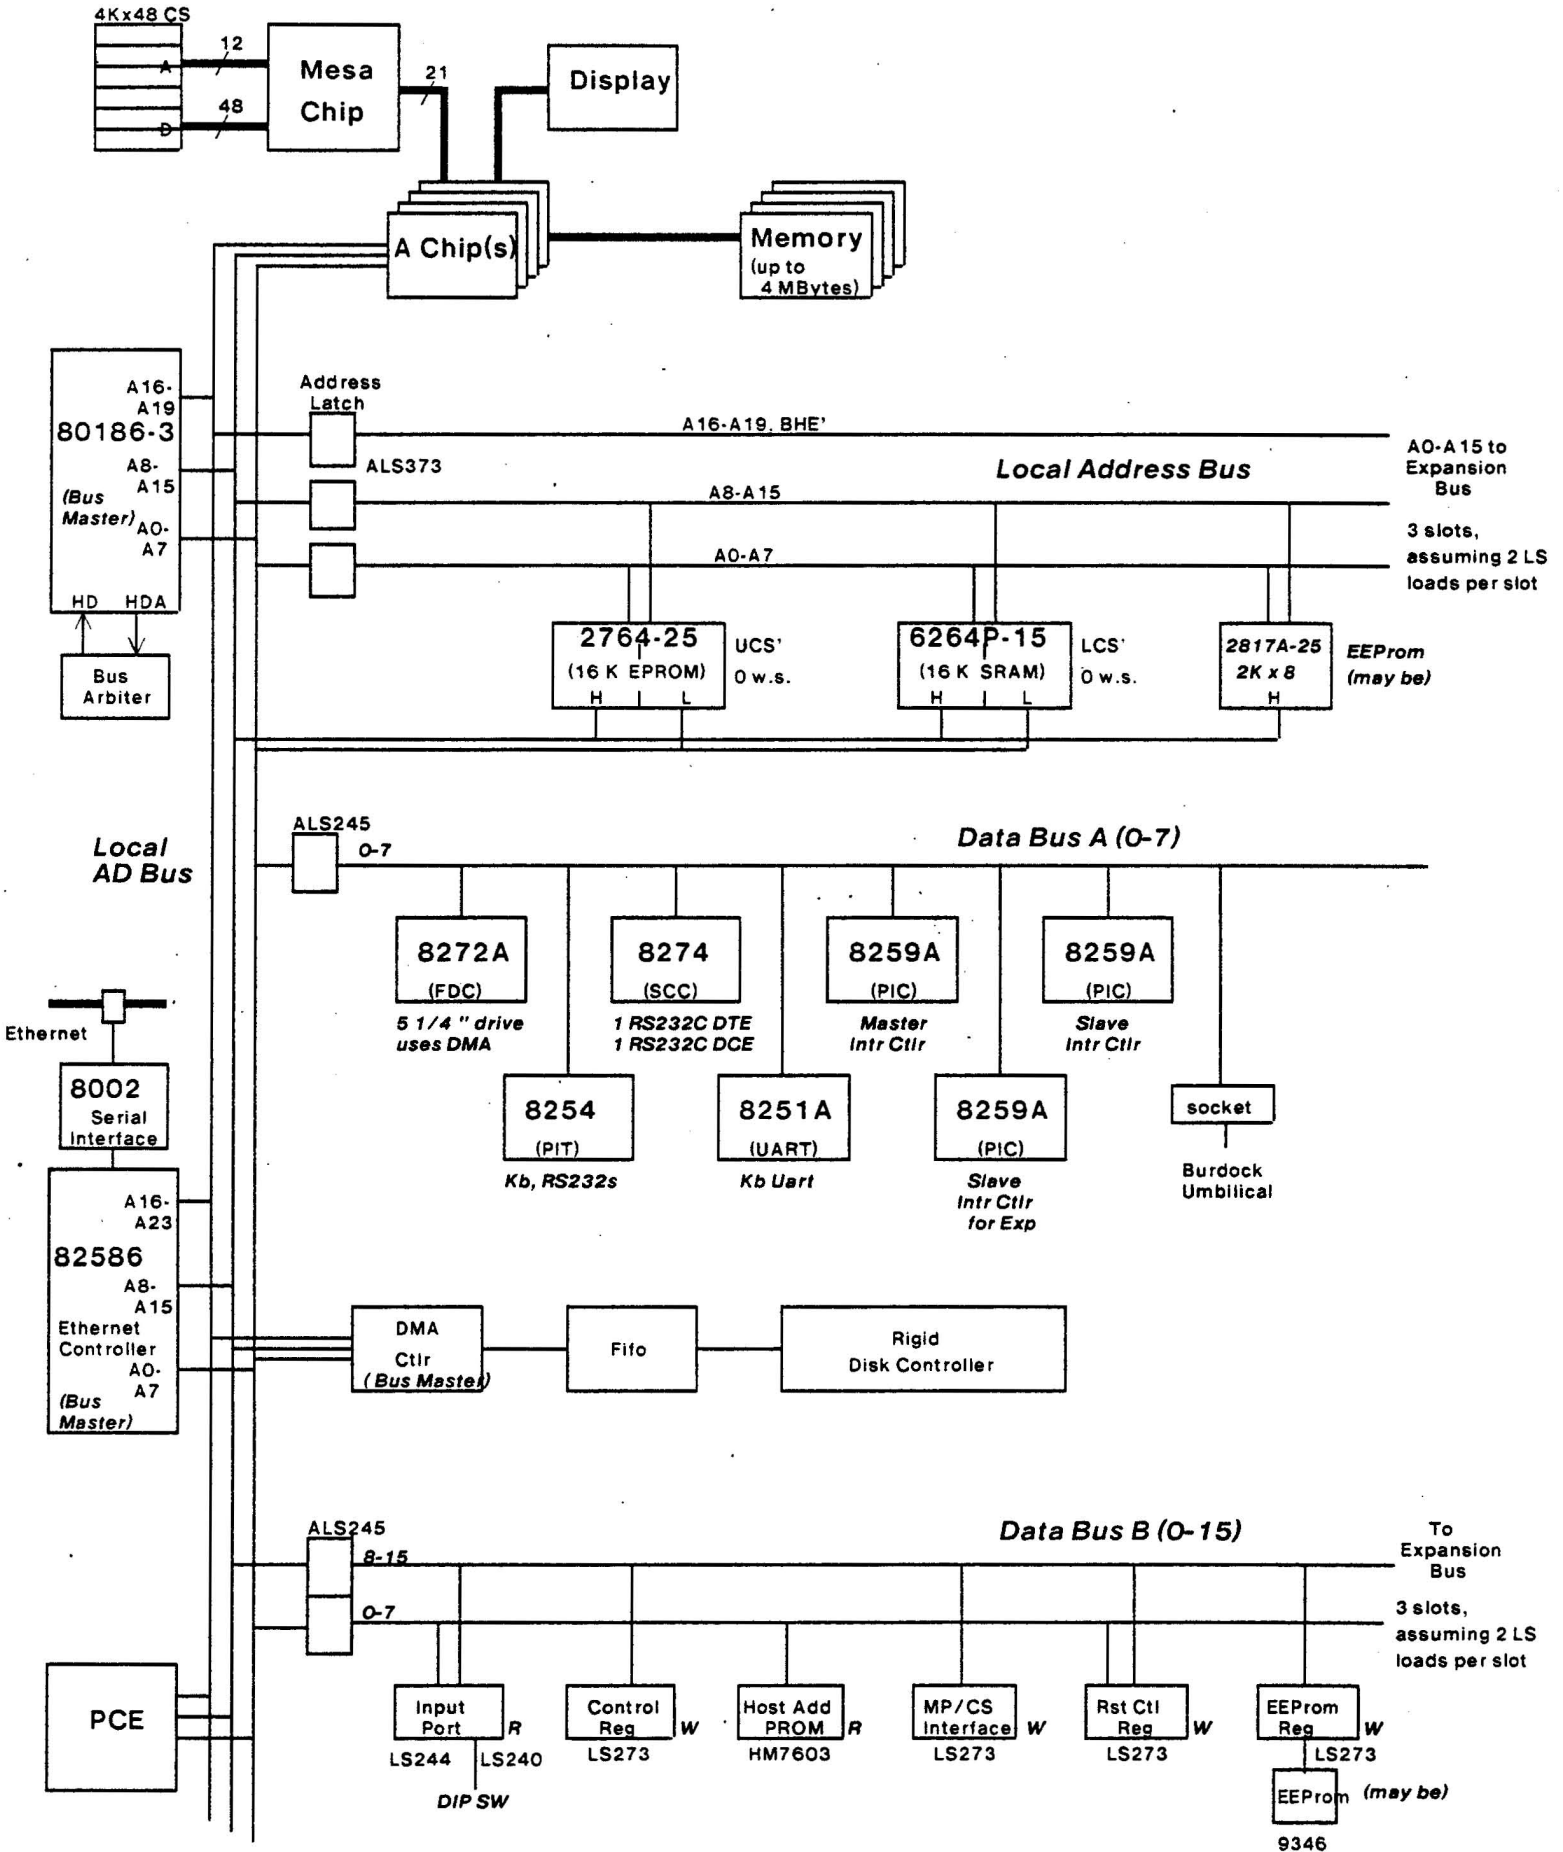 4Kx48 CS
A
D
12
48
Mesa
Chip
21
Display
A Chip(s)
Memory
(up to
4 MBytes)
A16-
A19
80186-3
A8-
A15
(Bus
Master)
A0-
A7
HD
HDA
Bus
Arbiter
Address
Latch
ALS373
A16-A19, BHE'
Local Address Bus
A8-A15
A0-A7
A0-A15 to
Expansion
Bus
3 slots,
assuming 2 LS
loads per slot
2764-25
(16 K EPROM)
H
L
UCS'
0 w.s.
6264P-15
(16 K SRAM)
H
L
LCS'
0 w.s.
2817A-25
2K x 8
H
EEProm
(may be)
Local
AD Bus
ALS245
0-7
Data Bus A (0-7)
8272A
(FDC)
5 1/4 " drive
uses DMA
8274
(SCC)
1 RS232C DTE
1 RS232C DCE
8259A
(PIC)
Master
Intr Ctlr
8259A
(PIC)
Slave
Intr Ctlr
8254
(PIT)
Kb, RS232s
8251A
(UART)
Kb Uart
8259A
(PIC)
Slave
Intr Ctlr
for Exp
socket
Burdock
Umbilical
Ethernet
8002
Serial
Interface
A16-
A23
82586
A8-
A15
Ethernet
Controller
A0-
A7
(Bus
Master)
DMA
Ctlr
(Bus Master)
Fifo
Rigid
Disk Controller
ALS245
8-15
0-7
Data Bus B (0-15)
To
Expansion
Bus
3 slots,
assuming 2 LS
loads per slot
PCE
Input
Port
R
LS244
LS240
DIP SW
Control
Reg
W
LS273
Host Add
PROM
R
HM7603
MP/CS
Interface
W
LS273
Rst Ctl
Reg
W
LS273
EEProm
Reg
W
LS273
EEProm
(may be)
9346